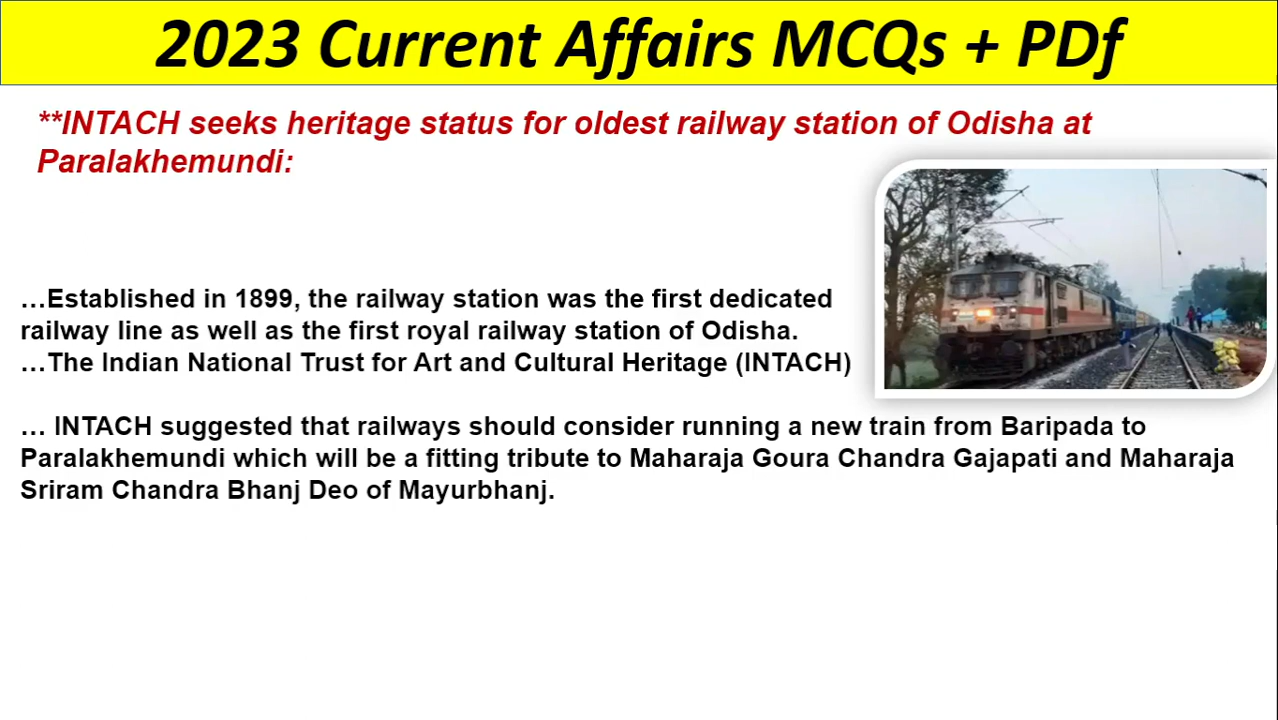 2023 Current Affairs MCQs + PDf
**INTACH seeks heritage status for oldest railway station of Odisha at
Paralakhemundi:
…Established in 1899, the railway station was the first dedicated
railway line as well as the first royal railway station of Odisha.
…The Indian National Trust for Art and Cultural Heritage (INTACH)
… INTACH suggested that railways should consider running a new train from Baripada to
Paralakhemundi which will be a fitting tribute to Maharaja Goura Chandra Gajapati and Maharaja
Sriram Chandra Bhanj Deo of Mayurbhanj.